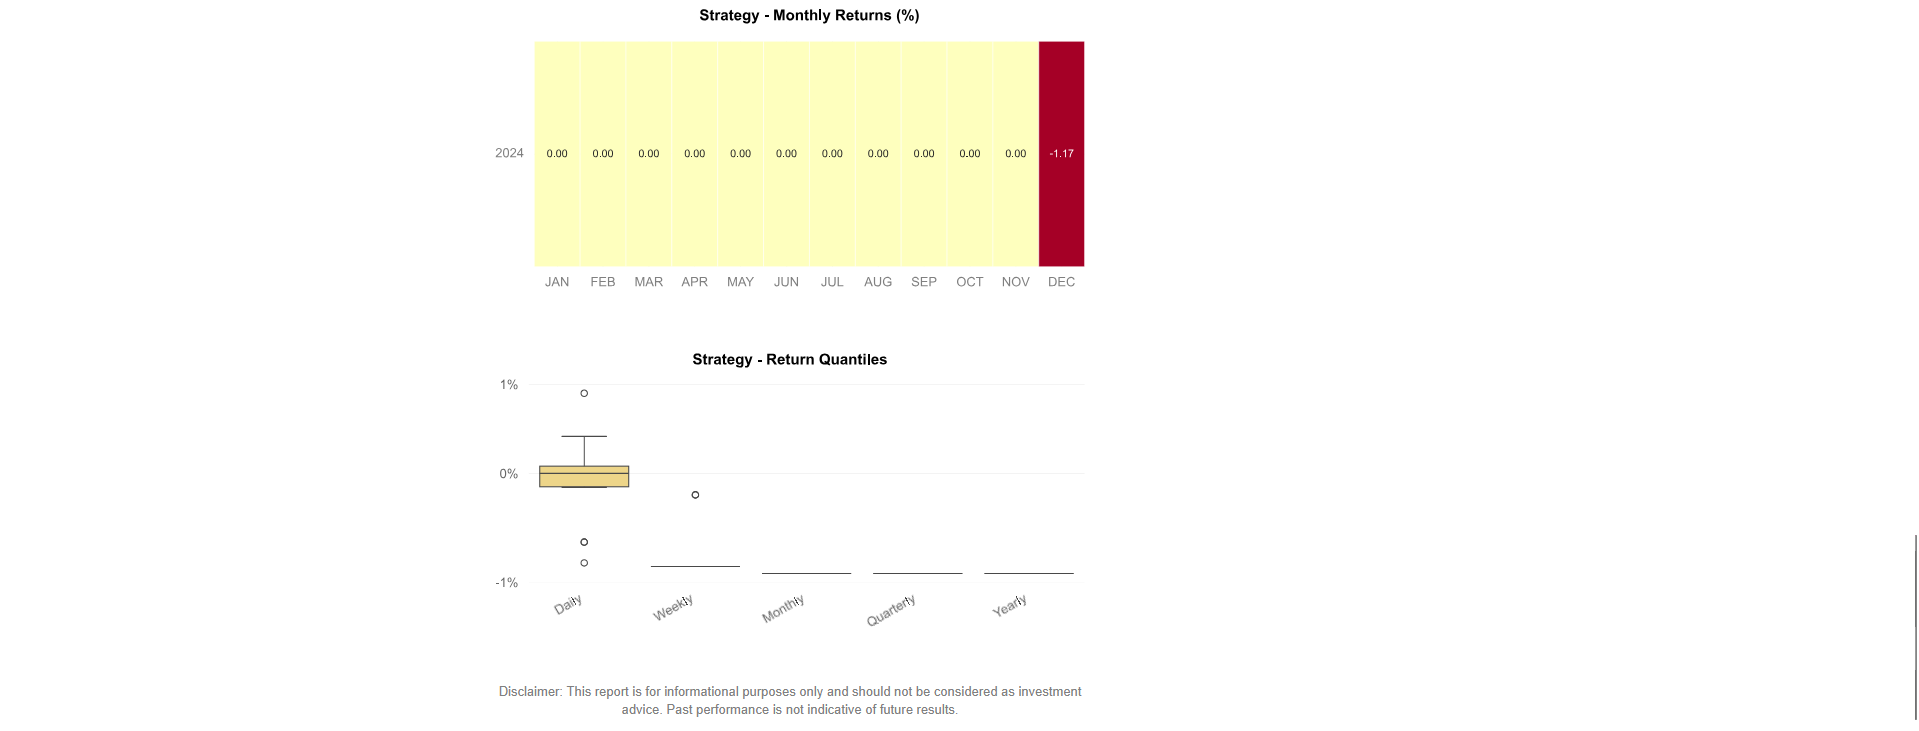 Strategy - Monthly Returns (%)
2024 0.00 0.00 0.00 0.00 0.00 0.00 0.00 0.00 0.00 0.00 0.00 -1.17
JAN FEB MAR APR MAY JUN JUL AUG SEP OCT NOV DEC
Strategy - Return Quantiles
1%
0%
-1%
Daily Weekly Monthly Quarterly Yearly
Disclaimer: This report is for informational purposes only and should not be considered as investment
advice. Past performance is not indicative of future results.